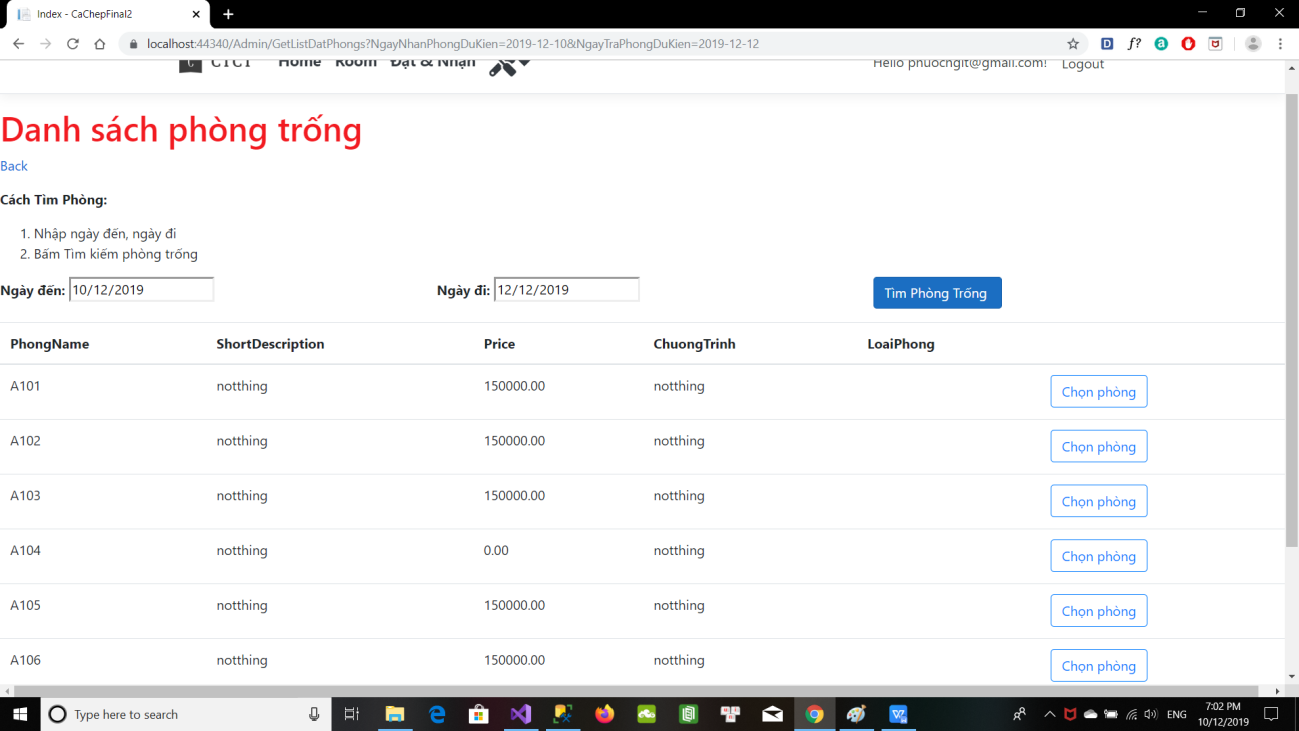 Index - CaChepFinal2
localhost:44340/Admin/GetListDatPhongs?NgayNhanPhongDuKien=2019-12-10&NgayTraPhongDuKien=2019-12-12
Home Room Đặt & Nhận Hello phuocngit@gmail.com! Logout
Danh sách phòng trống
Back
Cách Tìm Phòng:
1. Nhập ngày đến, ngày đi
2. Bấm Tìm kiếm phòng trống
Ngày đến: 10/12/2019 Ngày đi: 12/12/2019 Tìm Phòng Trống
PhongName ShortDescription Price ChuongTrinh LoaiPhong
A101 notthing 150000.00 notthing Chọn phòng
A102 notthing 150000.00 notthing Chọn phòng
A103 notthing 150000.00 notthing Chọn phòng
A104 notthing 0.00 notthing Chọn phòng
A105 notthing 150000.00 notthing Chọn phòng
A106 notthing 150000.00 notthing Chọn phòng
Type here to search ENG 7:02 PM
10/12/2019